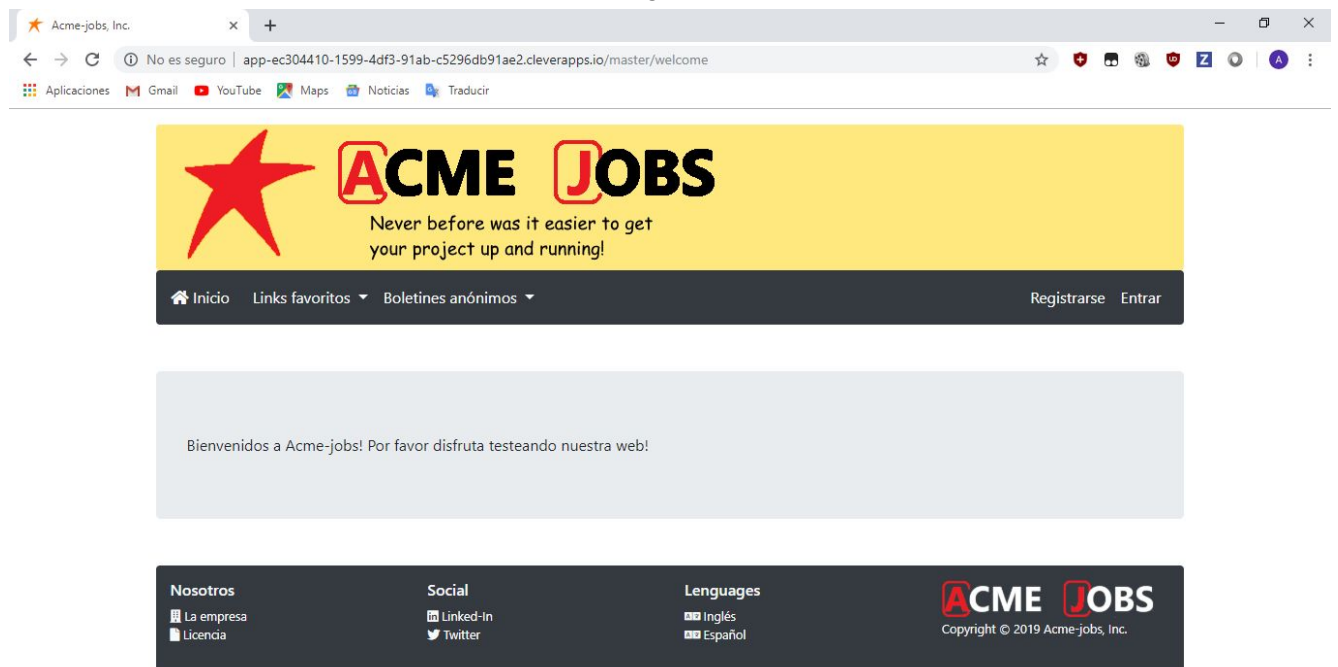 Acme-jobs, Inc.
No es seguro | app-ec304410-1599-4df3-91ab-c5296db91ae2.cleverapps.io/master/welcome
Aplicaciones Gmail YouTube Maps Noticias Traducir
ACME JOBS
Never before was it easier to get
your project up and running!
Inicio Links favoritos Boletines anónimos Registrarse Entrar
Bienvenidos a Acme-jobs! Por favor disfruta testeando nuestra web!
Nosotros
La empresa
Licencia
Social
Linked-In
Twitter
Lenguages
Inglés
Español
ACME JOBS
Copyright © 2019 Acme-jobs, Inc.